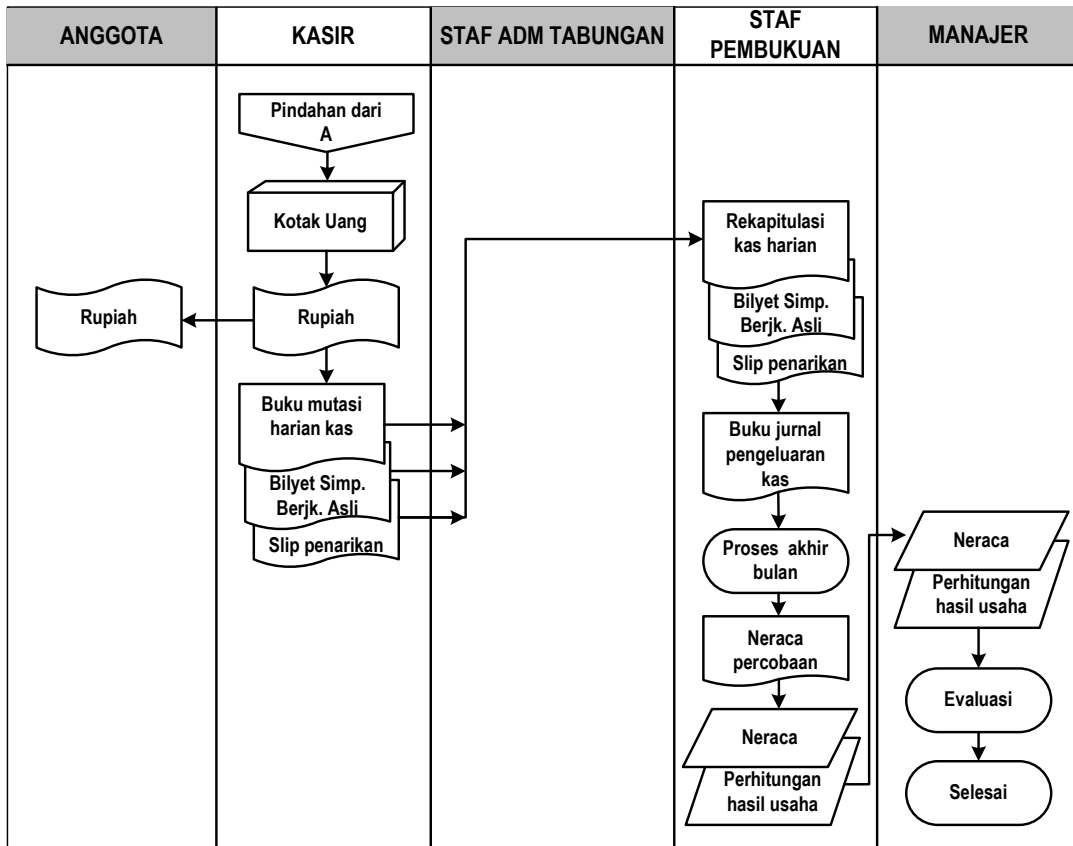 ANGGOTA
KASIR
STAF ADM TABUNGAN
STAF
PEMBUKUAN
MANAJER
Pindahan dari
A
Kotak Uang
Rupiah
Rupiah
Buku mutasi
harian kas
Bilyet Simp.
Berjk. Asli
Slip penarikan
Rekapitulasi
kas harian
Bilyet Simp.
Berjk. Asli
Slip penarikan
Buku jurnal
pengeluaran
kas
Proses akhir
bulan
Neraca
percobaan
Neraca
Perhitungan
hasil usaha
Neraca
Perhitungan
hasil usaha
Evaluasi
Selesai